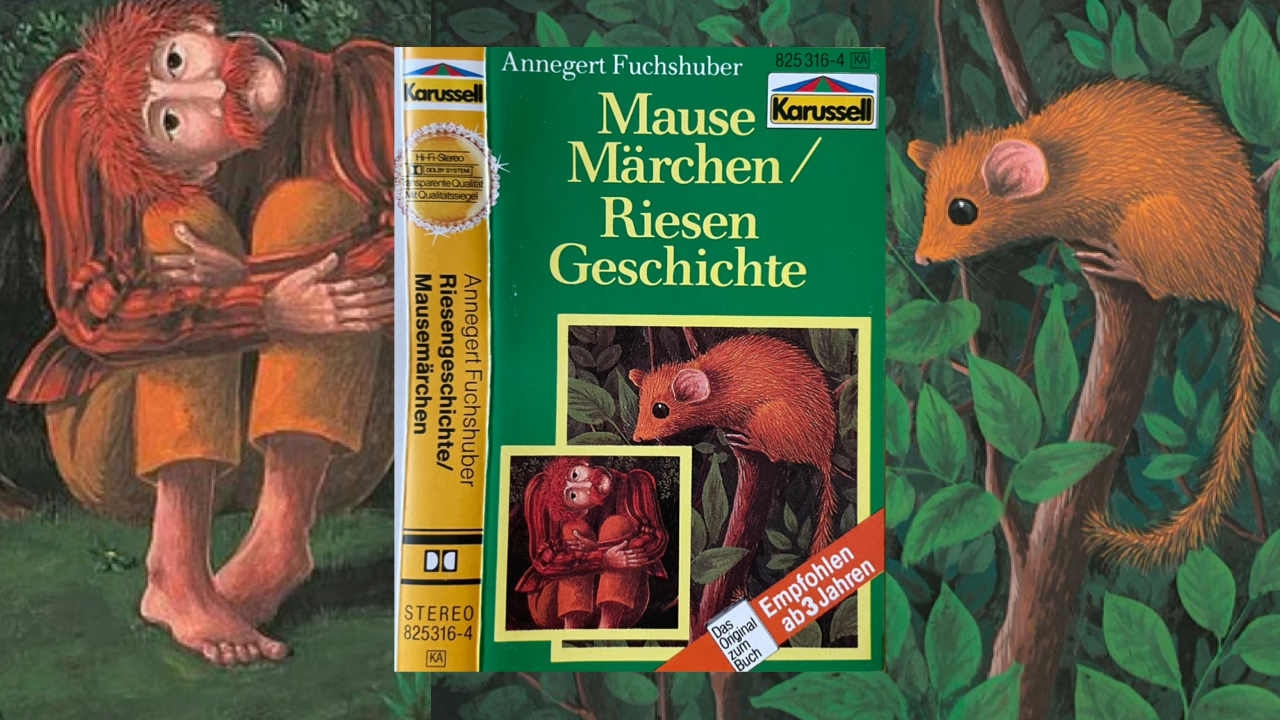 Karussell
Hi-Fi-Stereo
DOLBY SYSTEM
Transparente Qualität
Mit Qualitätssiegel
Annegert Fuchshuber
Riesengeschichte/
Mausemärchen
STEREO
825316-4
KA
Annegert Fuchshuber
825 316-4 KA
Karussell
Mause
Märchen /
Riesen
Geschichte
Das
Original
zum
Buch
Empfohlen
ab 3 Jahren